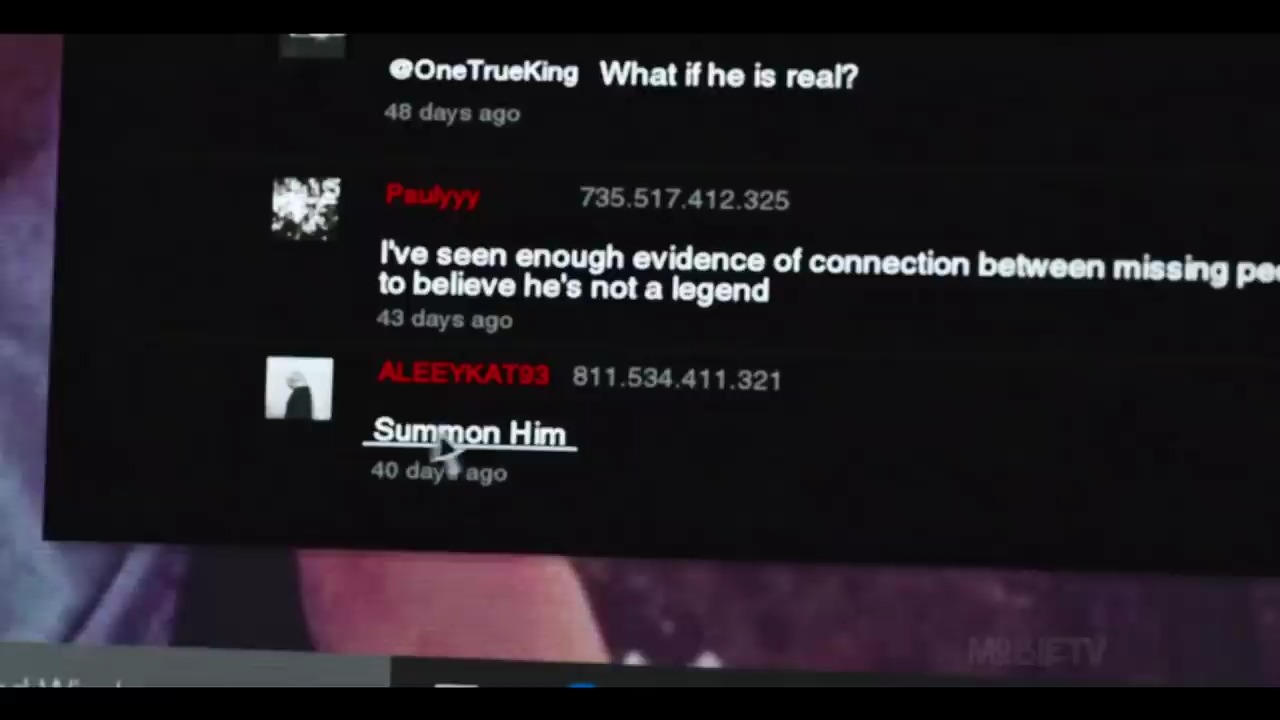 @OneTrueKing What if he is real?
48 days ago
Paulyyy 735.517.412.325
I've seen enough evidence of connection between missing
to believe he's not a legend
43 days ago
ALEEYKAT93 811.534.411.321
Summon Him
40 days ago